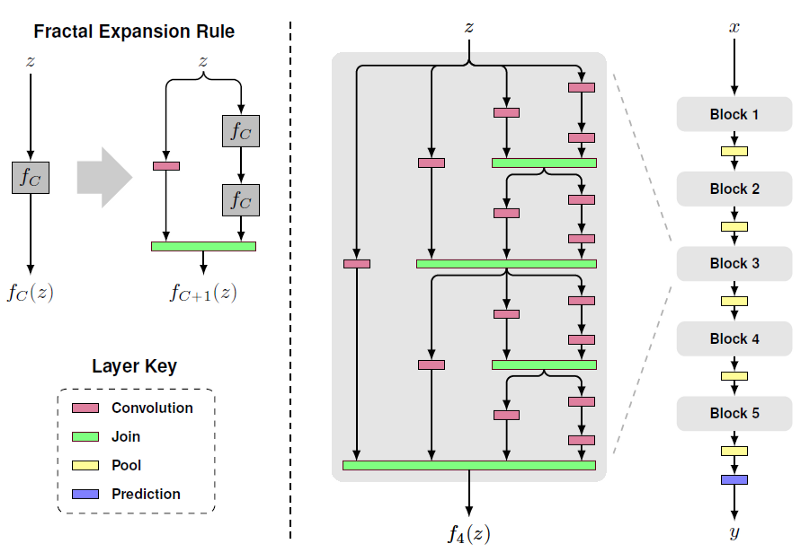 Fractal Expansion Rule
z
z
f_C
f_C
f_C
f_C(z)
f_{C+1}(z)
Layer Key
Convolution
Join
Pool
Prediction
z
f_4(z)
x
Block 1
Block 2
Block 3
Block 4
Block 5
y